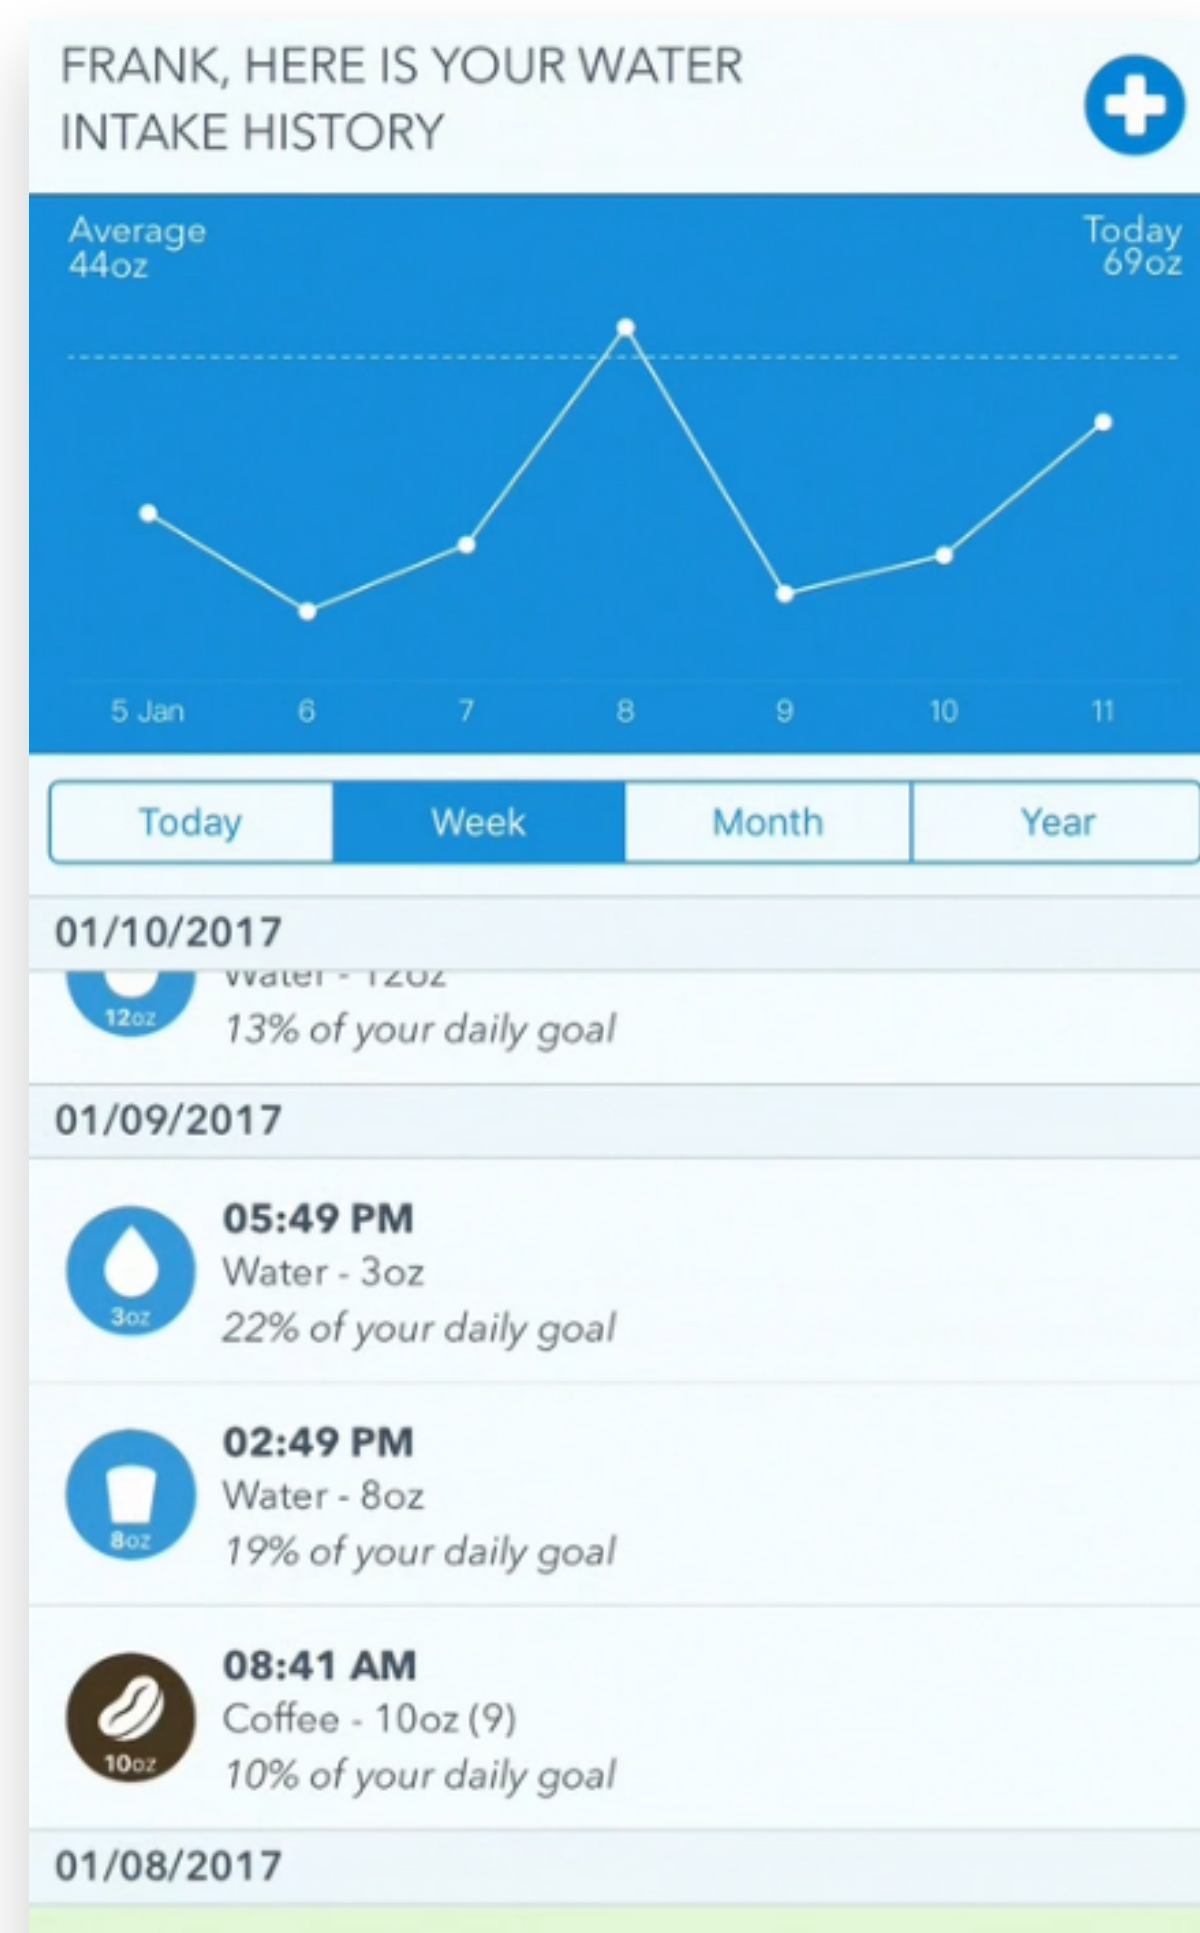 FRANK, HERE IS YOUR WATER
INTAKE HISTORY
Average
44oz
Today
69oz
5 Jan 6 7 8 9 10 11
Today Week Month Year
01/10/2017
Water - 12oz
12oz
13% of your daily goal
01/09/2017
05:49 PM
Water - 3oz
3oz
22% of your daily goal
02:49 PM
Water - 8oz
8oz
19% of your daily goal
08:41 AM
Coffee - 10oz (9)
10oz
10% of your daily goal
01/08/2017